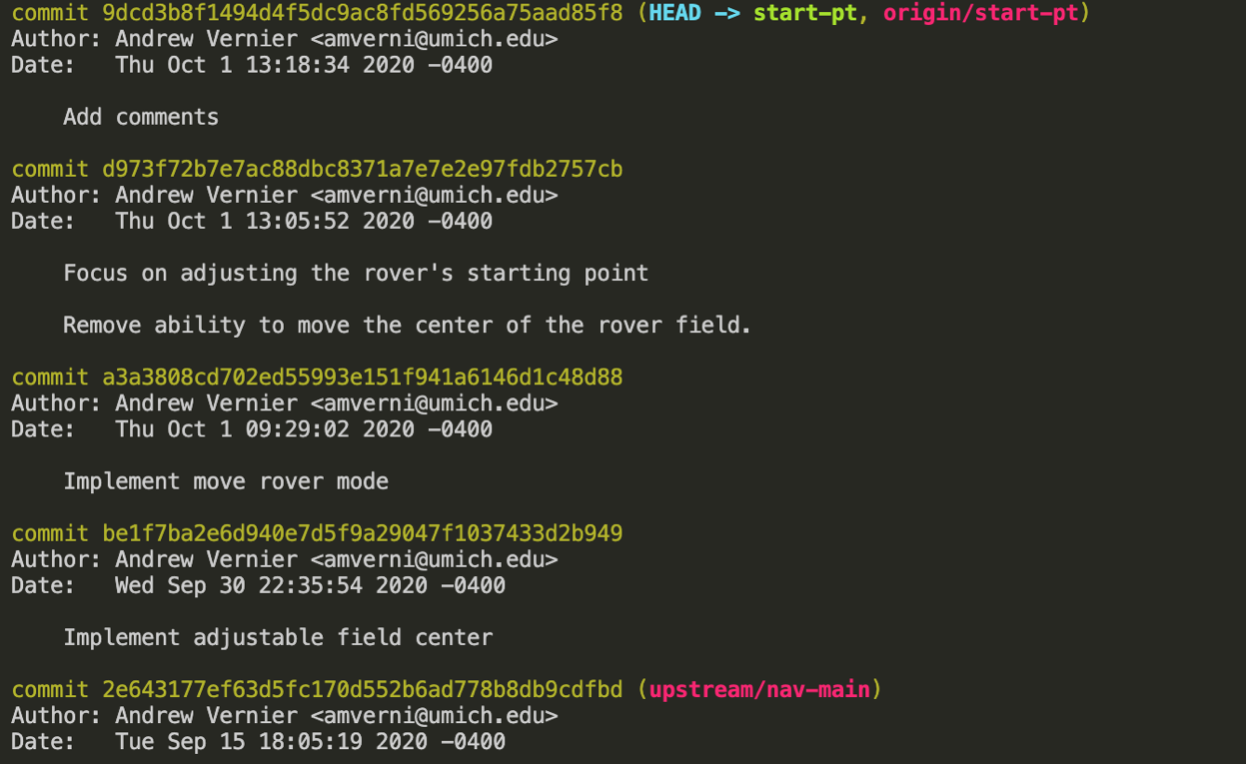 commit 9dcd3b8f1494d4f5dc9ac8fd569256a75aad85f8 (HEAD -> start-pt, origin/start-pt)
Author: Andrew Vernier <amverni@umich.edu>
Date:   Thu Oct 1 13:18:34 2020 -0400
Add comments
commit d973f72b7e7ac88dbc8371a7e7e2e97fdb2757cb
Author: Andrew Vernier <amverni@umich.edu>
Date:   Thu Oct 1 13:05:52 2020 -0400
Focus on adjusting the rover's starting point
Remove ability to move the center of the rover field.
commit a3a3808cd702ed55993e151f941a6146d1c48d88
Author: Andrew Vernier <amverni@umich.edu>
Date:   Thu Oct 1 09:29:02 2020 -0400
Implement move rover mode
commit be1f7ba2e6d940e7d5f9a29047f1037433d2b949
Author: Andrew Vernier <amverni@umich.edu>
Date:   Wed Sep 30 22:35:54 2020 -0400
Implement adjustable field center
commit 2e643177ef63d5fc170d552b6ad778b8db9cdfbd (upstream/nav-main)
Author: Andrew Vernier <amverni@umich.edu>
Date:   Tue Sep 15 18:05:19 2020 -0400